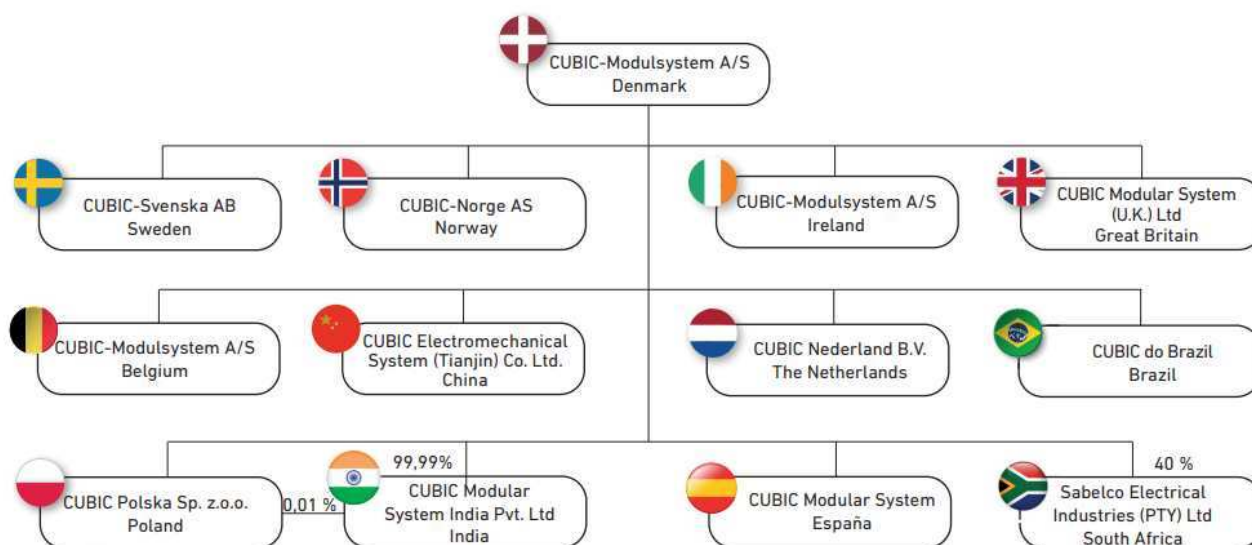 CUBIC-Modulsystem A/S
Denmark
CUBIC-Svenska AB
Sweden
CUBIC-Norge AS
Norway
CUBIC-Modulsystem A/S
Ireland
CUBIC Modular System
(U.K.) Ltd
Great Britain
CUBIC-Modulsystem A/S
Belgium
CUBIC Electromechanical
System (Tianjin) Co. Ltd.
China
CUBIC Nederland B.V.
The Netherlands
CUBIC do Brazil
Brazil
CUBIC Polska Sp. z.o.o.
Poland
0,01 %
99,99%
CUBIC Modular
System India Pvt. Ltd
India
CUBIC Modular System
España
40 %
Sabelco Electrical
Industries (PTY) Ltd
South Africa